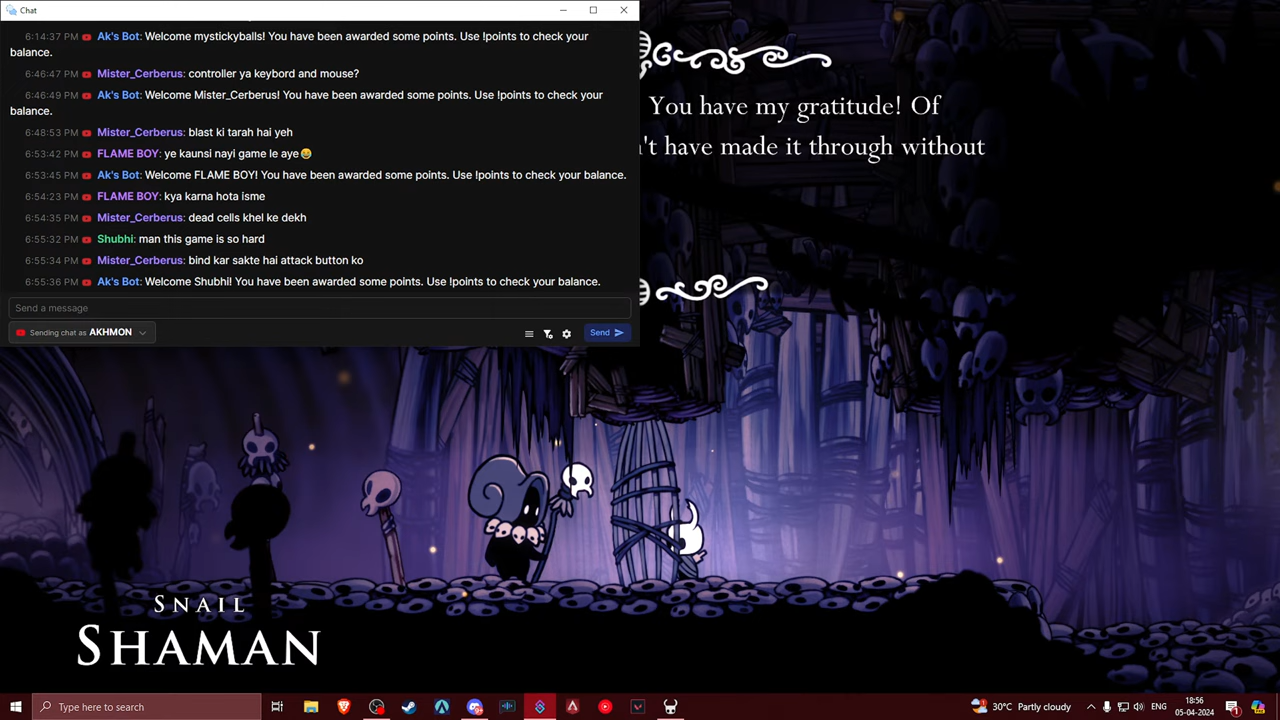 Chat
6:14:37 PM Ak's Bot: Welcome mystickyballs! You have been awarded some points. Use !points to check your
balance.
6:46:47 PM Mister_Cerberus: controller ya keybord and mouse?
6:46:49 PM Ak's Bot: Welcome Mister_Cerberus! You have been awarded some points. Use !points to check your
balance.
6:48:53 PM Mister_Cerberus: blast ki tarah hai yeh
6:53:42 PM FLAME BOY: ye kaunsi nayi game le aye😂
6:53:45 PM Ak's Bot: Welcome FLAME BOY! You have been awarded some points. Use !points to check your balance.
6:54:23 PM FLAME BOY: kya karna hota isme
6:54:35 PM Mister_Cerberus: dead cells khel ke dekh
6:55:32 PM Shubhi: man this game is so hard
6:55:34 PM Mister_Cerberus: bind kar sakte hai attack button ko
6:55:36 PM Ak's Bot: Welcome Shubhi! You have been awarded some points. Use !points to check your balance.
Send a message
Sending chat as AKHMON
Send
You have my gratitude! Of
't have made it through without
SNAIL
SHAMAN
Type here to search
30°C Partly cloudy
ENG
18:56
05-04-2024
1